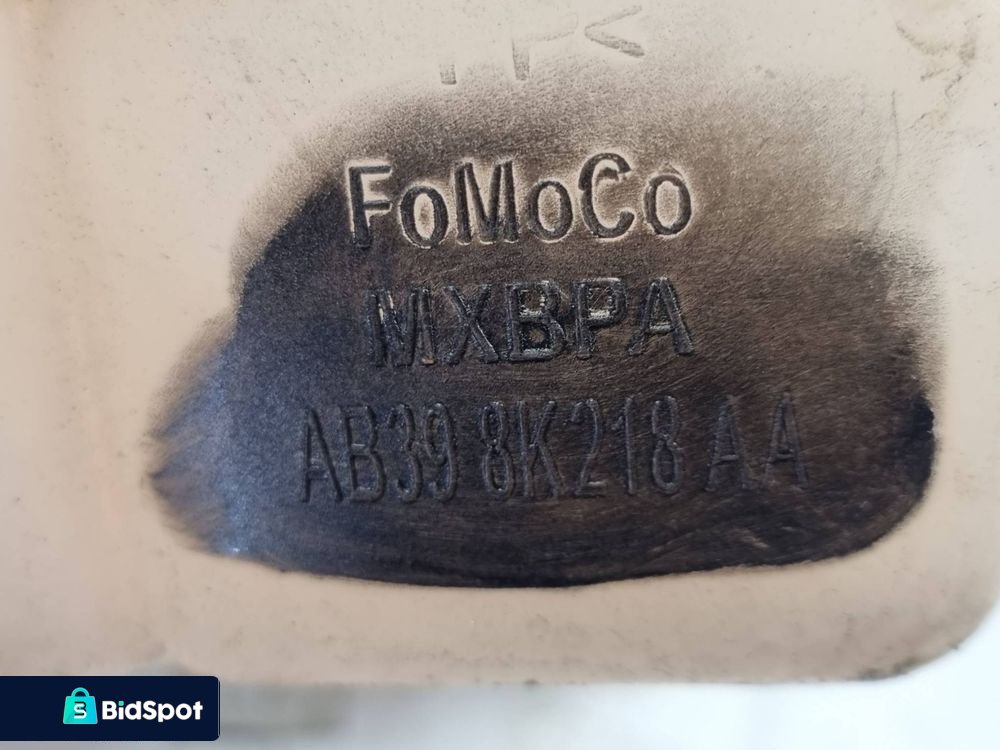 FoMoCo
MXBPA
AB39 8K218 AA
BidSpot